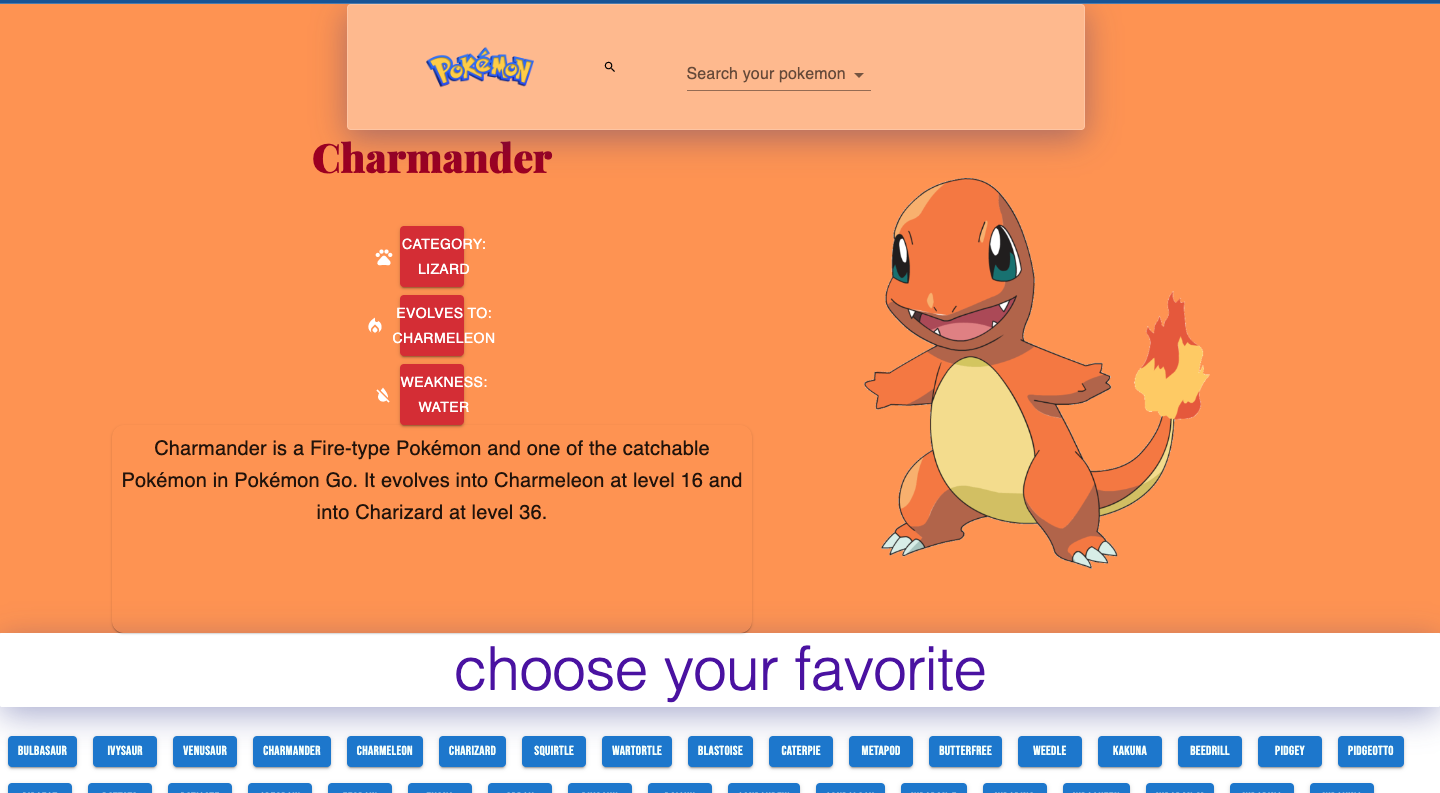 POKéMON
Search your pokemon
Charmander
CATEGORY:
LIZARD
EVOLVES TO:
CHARMELEON
WEAKNESS:
WATER
Charmander is a Fire-type Pokémon and one of the catchable
Pokémon in Pokémon Go. It evolves into Charmeleon at level 16 and
into Charizard at level 36.
choose your favorite
BULBASAUR IVYSAUR VENUSAUR CHARMANDER CHARMELEON CHARIZARD SQUIRTLE WARTORTLE BLASTOISE CATERPIE METAPOD BUTTERFREE WEEDLE KAKUNA BEEDRILL PIDGEY PIDGEOTTO